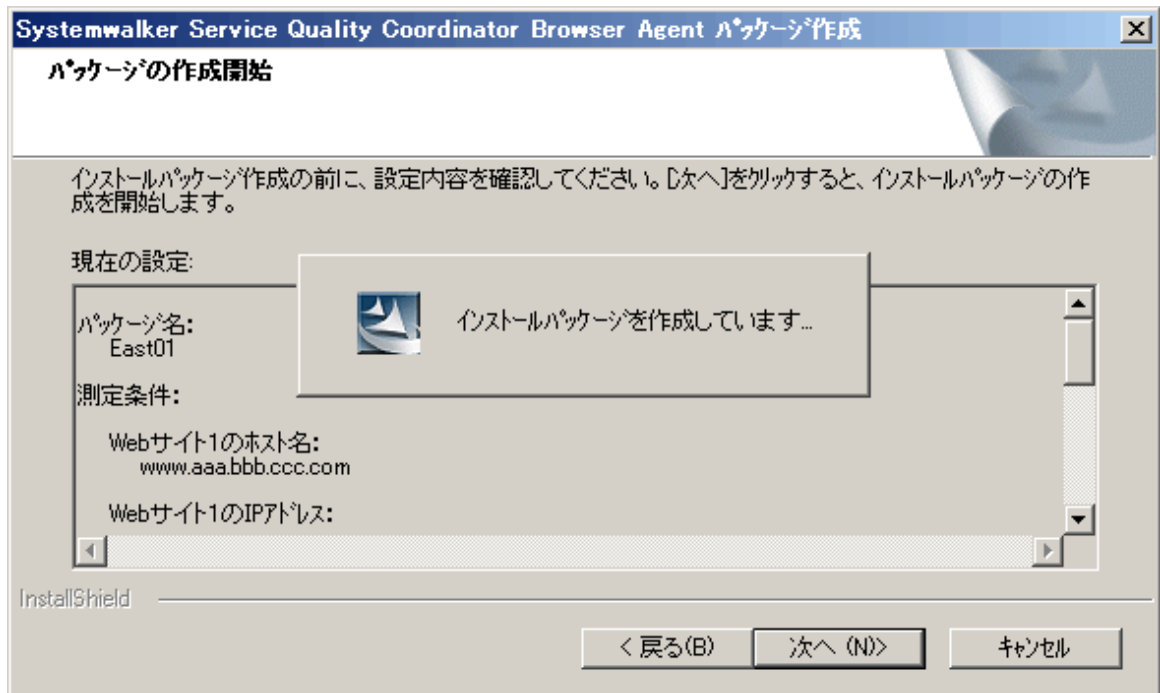 Systemwalker Service Quality Coordinator Browser Agent パッケージ作成
パッケージの作成開始
インストールパッケージ作成の前に、設定内容を確認してください。[次へ]をクリックすると、インストールパッケージの作
成を開始します。
現在の設定:
インストールパッケージを作成しています...
パッケージ名:
East01
測定条件:
Webサイト1のホスト名:
www.aaa.bbb.ccc.com
Webサイト1のIPアドレス:
InstallShield
< 戻る(B)
次へ (N)>
キャンセル